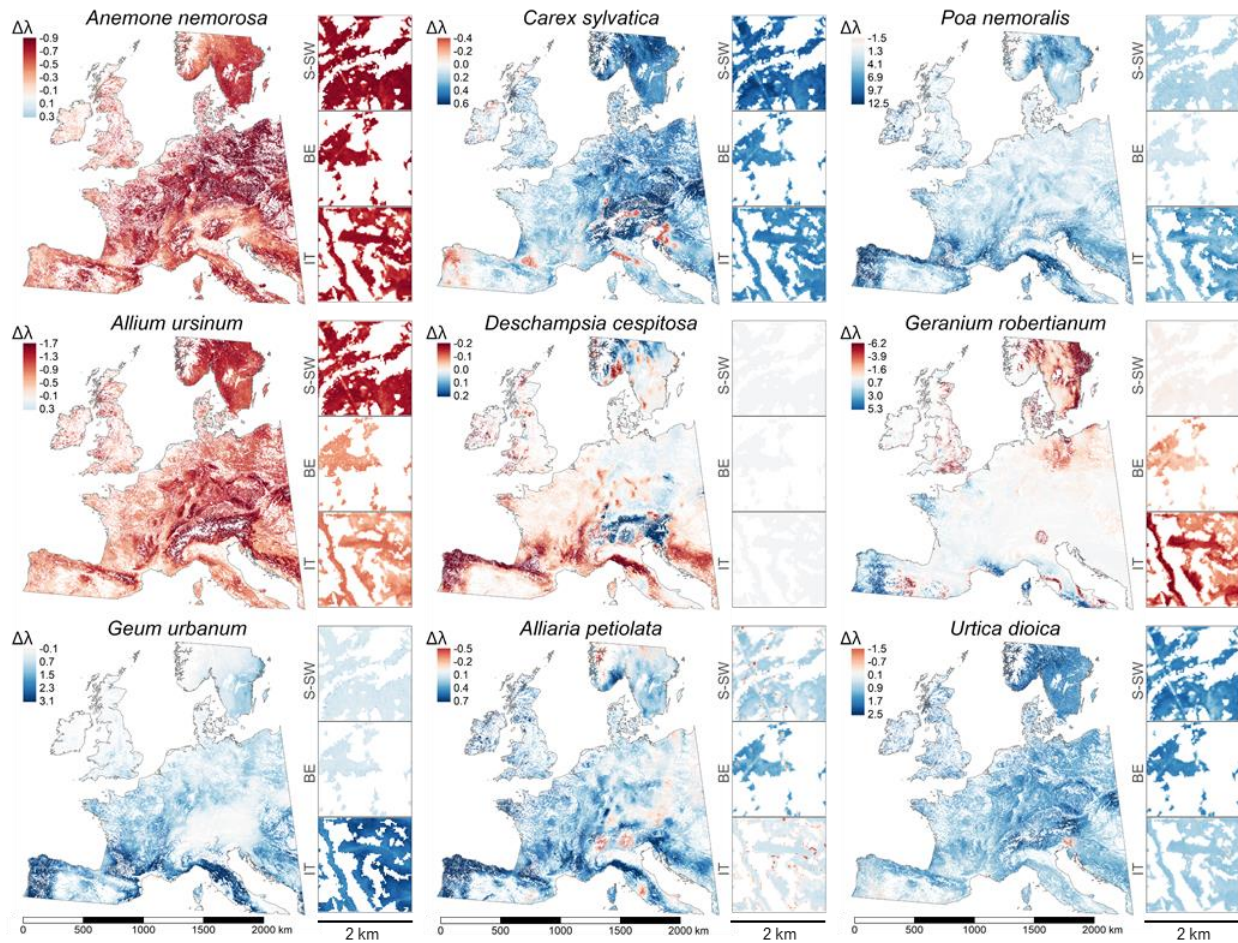 Anemone nemorosa
Δλ
-0.9
-0.7
-0.5
-0.3
-0.1
0.1
0.3
S-SW
BE
IT
Carex sylvatica
Δλ
-0.4
-0.2
0.0
0.2
0.4
0.6
S-SW
BE
IT
Poa nemoralis
Δλ
-1.5
1.3
4.1
6.9
9.7
12.5
S-SW
BE
IT
Allium ursinum
Δλ
-1.7
-1.3
-0.9
-0.5
-0.1
0.3
S-SW
BE
IT
Deschampsia cespitosa
Δλ
-0.2
-0.1
0.0
0.1
0.2
S-SW
BE
IT
Geranium robertianum
Δλ
-6.2
-3.9
-1.6
0.7
3.0
5.3
S-SW
BE
IT
Geum urbanum
Δλ
-0.1
0.7
1.5
2.3
3.1
S-SW
BE
IT
Alliaria petiolata
Δλ
-0.5
-0.2
0.1
0.4
0.7
S-SW
BE
IT
Urtica dioica
Δλ
-1.5
-0.7
0.1
0.9
1.7
2.5
S-SW
BE
IT
0 500 1000 1500 2000 km
2 km
0 500 1000 1500 2000 km
2 km
0 500 1000 1500 2000 km
2 km